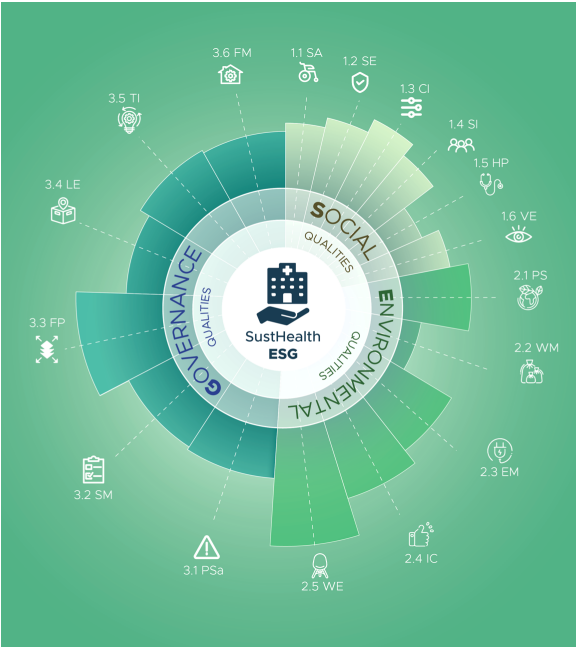 3.6 FM
1.1 SA
1.2 SE
1.3 CI
1.4 SI
1.5 HP
1.6 VE
2.1 PS
2.2 WM
2.3 EM
2.4 IC
2.5 WE
3.1 PSa
3.2 SM
3.3 FP
3.4 LE
3.5 TI
SOCIAL
QUALITIES
ENVIRONMENTAL
QUALITIES
GOVERNANCE
QUALITIES
SustHealth
ESG